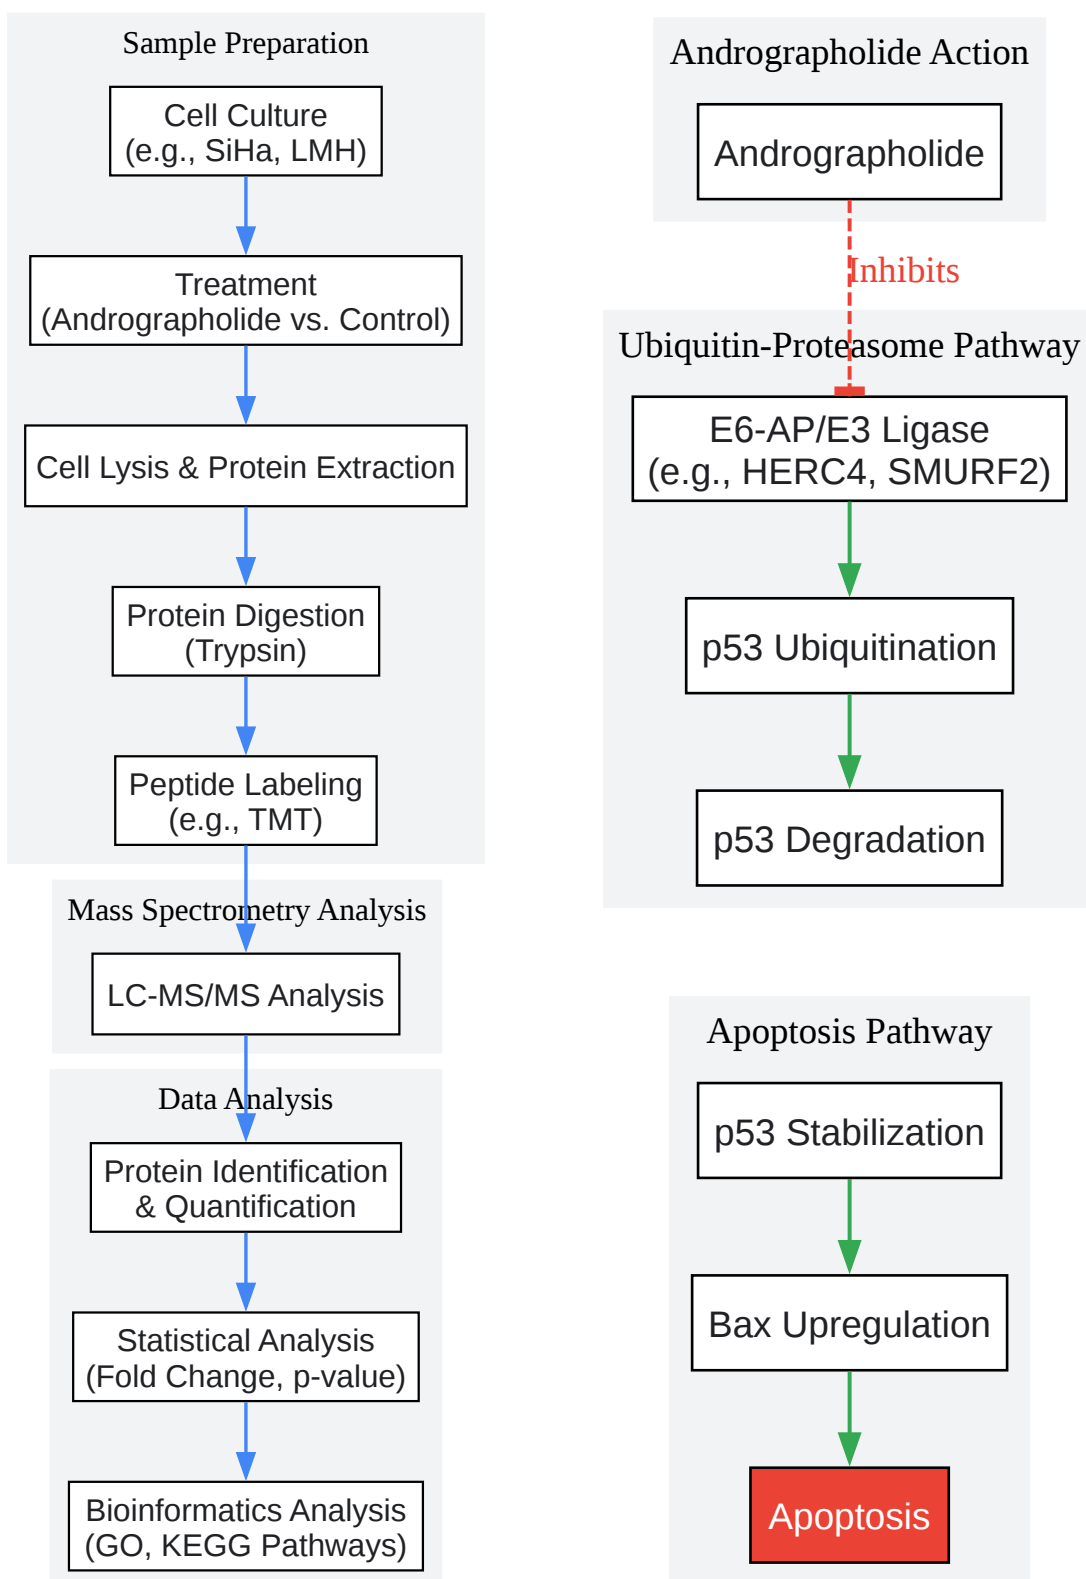 Sample Preparation
Cell Culture
(e.g., SiHa, LMH)
Treatment
(Andrographolide vs. Control)
Cell Lysis & Protein Extraction
Protein Digestion
(Trypsin)
Peptide Labeling
(e.g., TMT)
Mass Spectrometry Analysis
LC-MS/MS Analysis
Data Analysis
Protein Identification
& Quantification
Statistical Analysis
(Fold Change, p-value)
Bioinformatics Analysis
(GO, KEGG Pathways)
Andrographolide Action
Andrographolide
Inhibits
Ubiquitin-Proteasome Pathway
E6-AP/E3 Ligase
(e.g., HERC4, SMURF2)
p53 Ubiquitination
p53 Degradation
Apoptosis Pathway
p53 Stabilization
Bax Upregulation
Apoptosis